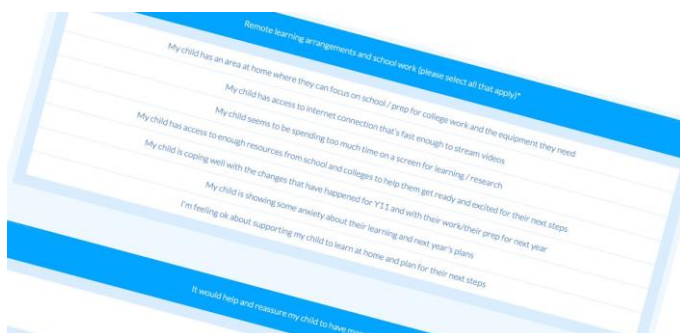 Remote learning arrangements and school work (please select all that apply)*
My child has an area at home where they can focus on school / prep for college work and the equipment they need
My child has access to internet connection that's fast enough to stream videos
My child seems to be spending too much time on a screen for learning / research
My child has access to enough resources from school and colleges to help them get ready and excited for their next steps
My child is coping well with the changes that have happened for Y11 and with their work/their prep for next year
My child is showing some anxiety about their learning and next year's plans
I'm feeling ok about supporting my child to learn at home and plan for their next steps
It would help and reassure my child to have